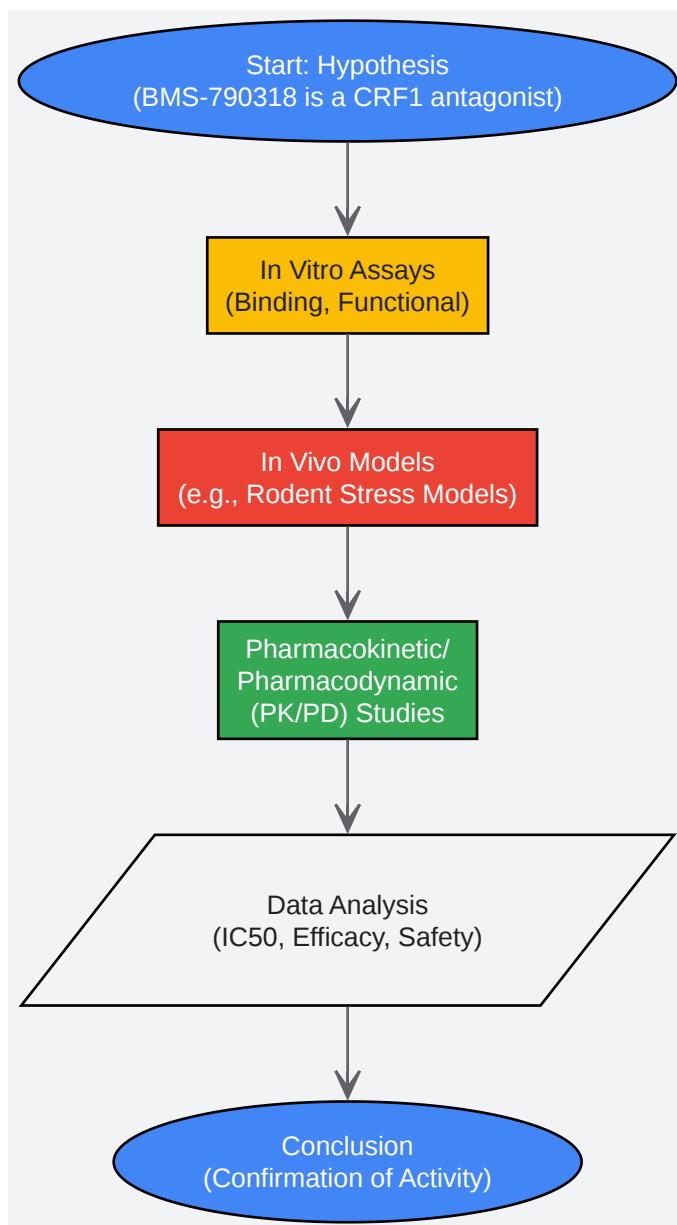 Start: Hypothesis
(BMS-790318 is a CRF1 antagonist)
In Vitro Assays
(Binding, Functional)
In Vivo Models
(e.g., Rodent Stress Models)
Pharmacokinetic/
Pharmacodynamic
(PK/PD) Studies
Data Analysis
(IC50, Efficacy, Safety)
Conclusion
(Confirmation of Activity)